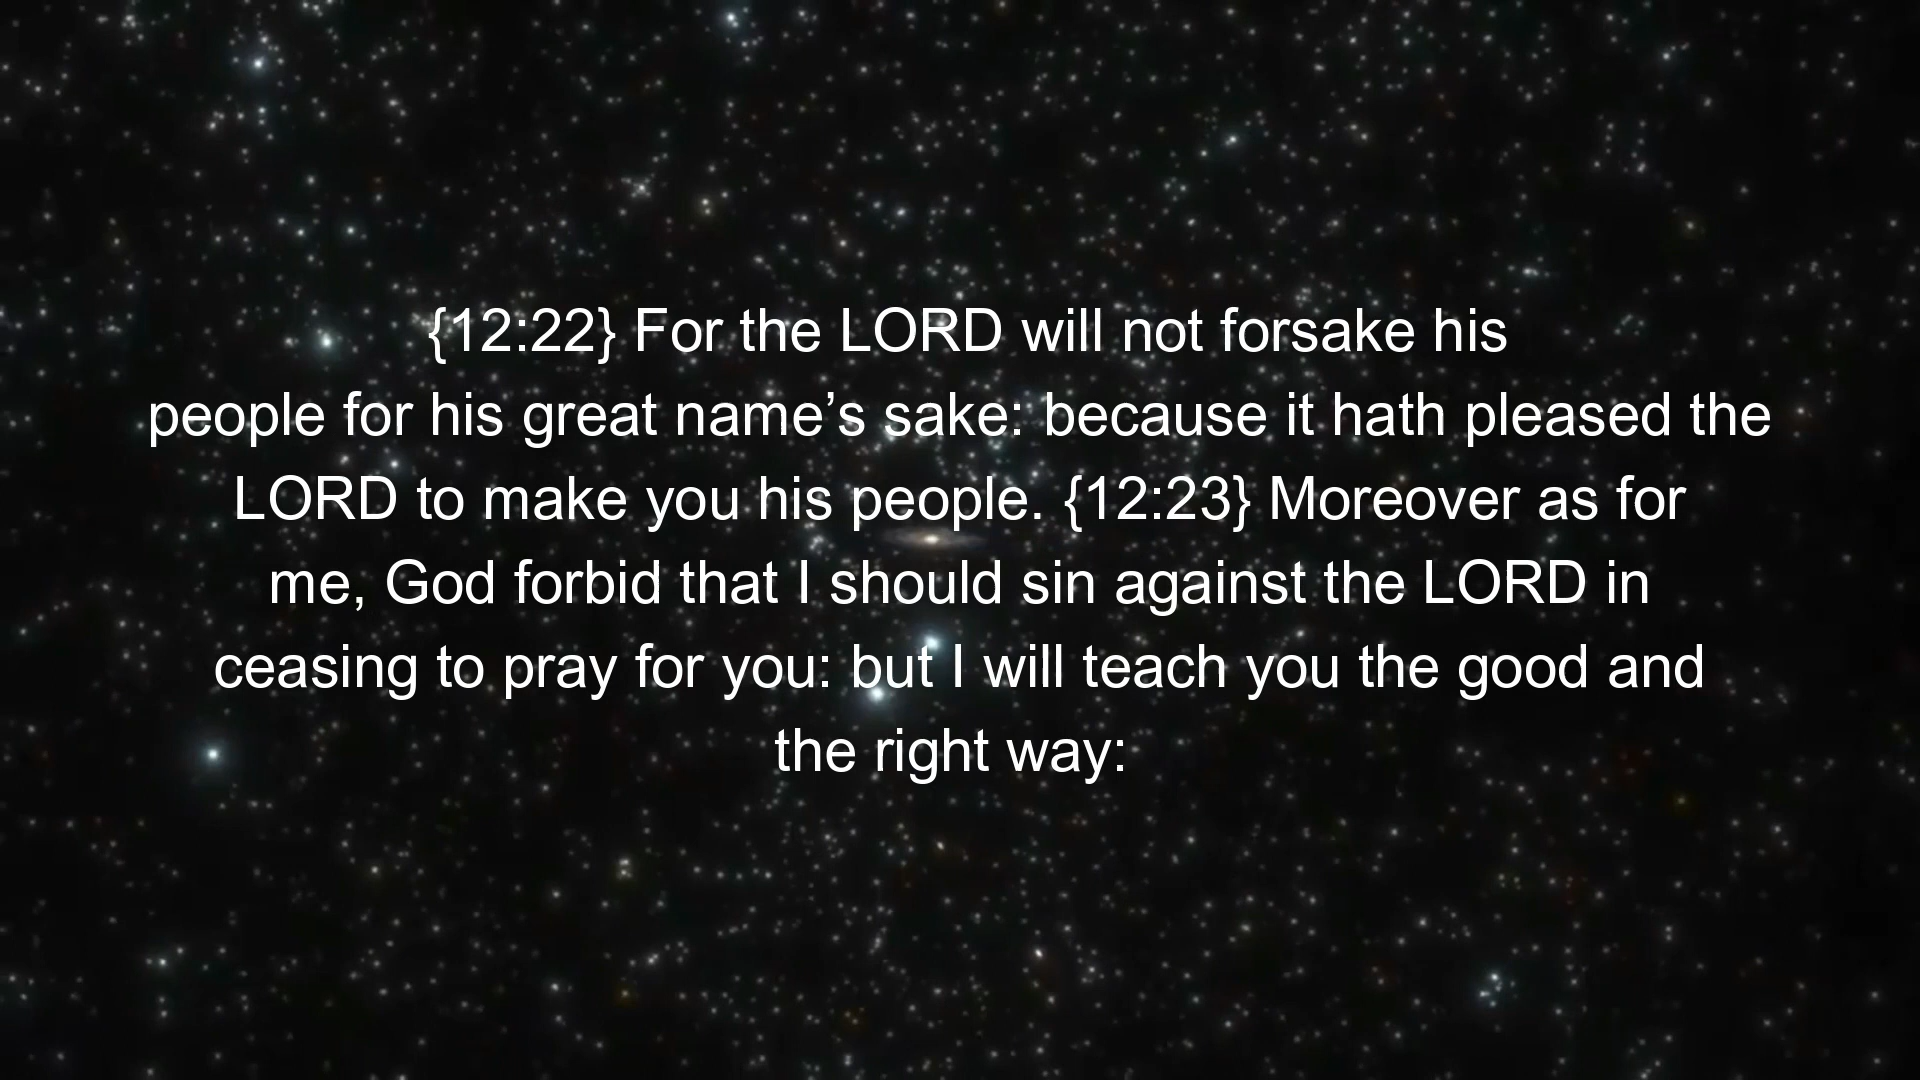 {12:22} For the LORD will not forsake his
people for his great name’s sake: because it hath pleased the
LORD to make you his people. {12:23} Moreover as for
me, God forbid that I should sin against the LORD in
ceasing to pray for you: but I will teach you the good and
the right way: